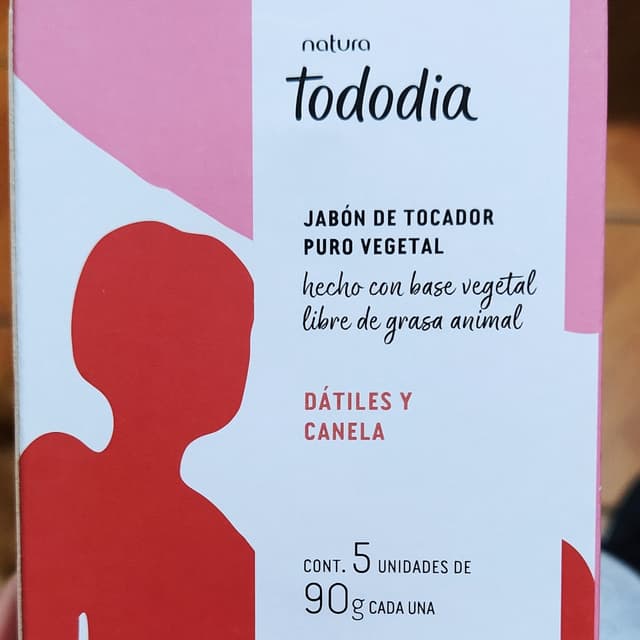 natura
tododia
JABÓN DE TOCADOR
PURO VEGETAL
hecho con base vegetal
libre de grasa animal
DÁTILES Y
CANELA
CONT. 5 UNIDADES DE
90g CADA UNA